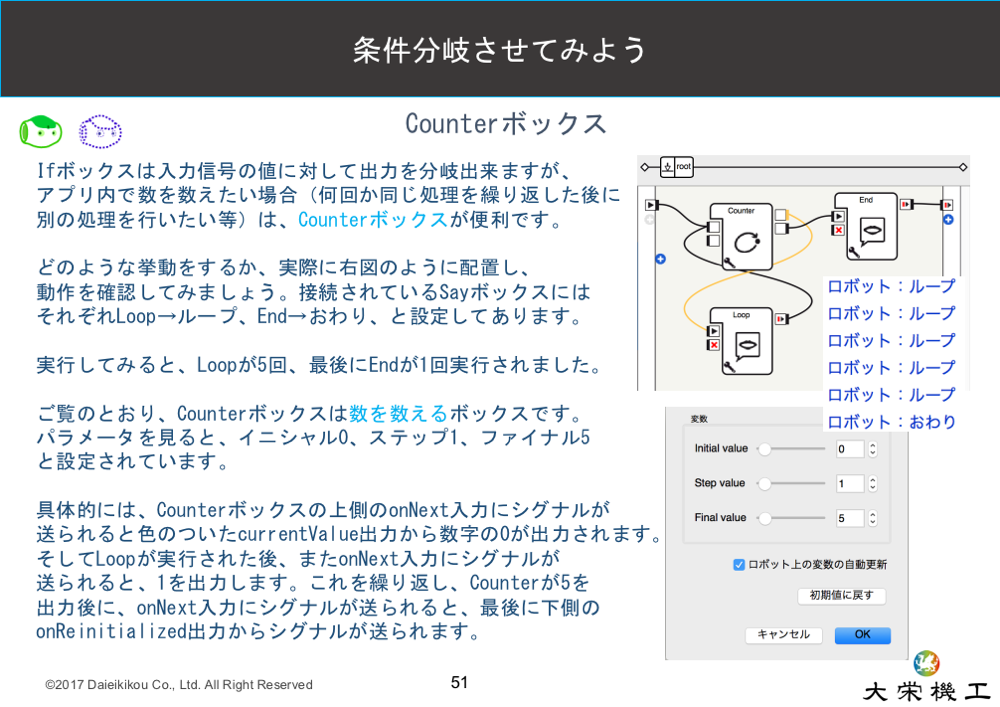 条件分岐させてみよう
Counterボックス
Ifボックスは入力信号の値に対して出力を分岐出来ますが、
アプリ内で数を数えたい場合（何回か同じ処理を繰り返した後に
別の処理を行いたい等）は、Counterボックスが便利です。
どのような挙動をするか、実際に右図のように配置し、
動作を確認してみましょう。接続されているSayボックスには
それぞれLoop→ループ、End→おわり、と設定してあります。
実行してみると、Loopが5回、最後にEndが1回実行されました。
ご覧のとおり、Counterボックスは数を数えるボックスです。
パラメータを見ると、イニシャル0、ステップ1、ファイナル5
と設定されています。
具体的には、Counterボックスの上側のonNext入力にシグナルが
送られると色のついたcurrentValue出力から数字の0が出力されます。
そしてLoopが実行された後、またonNext入力にシグナルが
送られると、1を出力します。これを繰り返し、Counterが5を
出力後に、onNext入力にシグナルが送られると、最後に下側の
onReinitialized出力からシグナルが送られます。
root
Counter
End
Loop
ロボット：ループ
ロボット：ループ
ロボット：ループ
ロボット：ループ
ロボット：ループ
ロボット：おわり
変数
Initial value 0
Step value 1
Final value 5
ロボット上の変数の自動更新
初期値に戻す
キャンセル OK
©2017 Daieikikou Co., Ltd. All Right Reserved
51
大栄機工